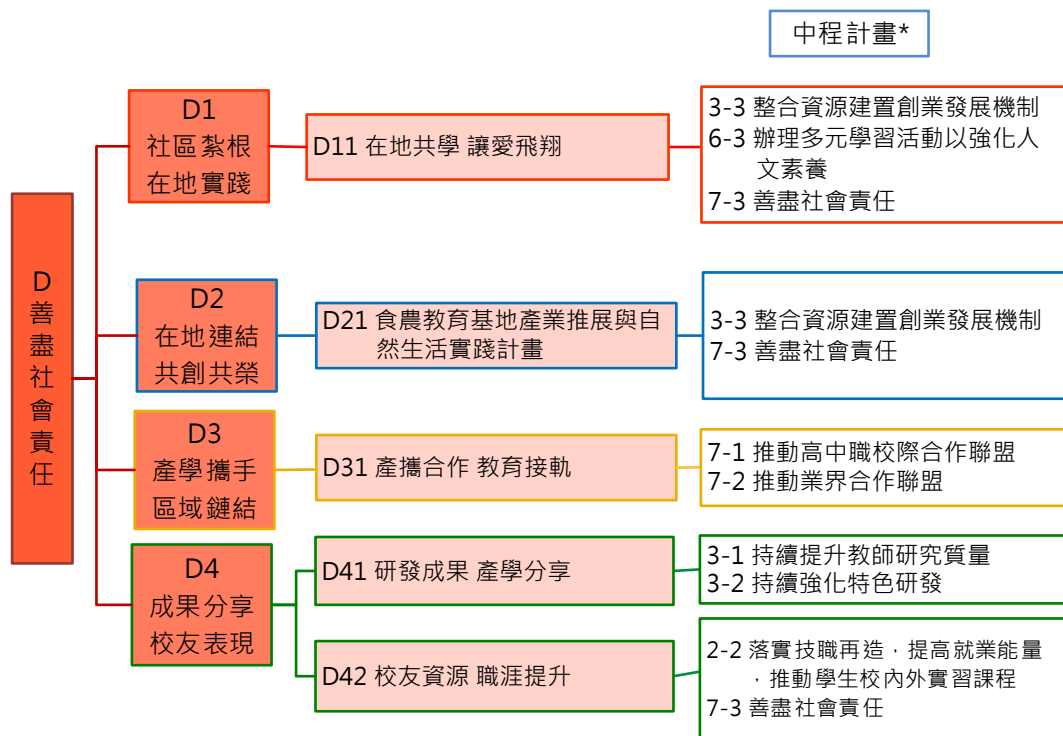 中程計畫*
D
善
盡
社
會
責
任
D1
社區紮根
在地實踐
D11 在地共學 讓愛飛翔
3-3 整合資源建置創業發展機制
6-3 辦理多元學習活動以強化人
文素養
7-3 善盡社會責任
D2
在地連結
共創共榮
D21 食農教育基地產業推展與自
然生活實踐計畫
3-3 整合資源建置創業發展機制
7-3 善盡社會責任
D3
產學攜手
區域鏈結
D31 產攜合作 教育接軌
7-1 推動高中職校際合作聯盟
7-2 推動業界合作聯盟
D4
成果分享
校友表現
D41 研發成果 產學分享
3-1 持續提升教師研究質量
3-2 持續強化特色研發
D42 校友資源 職涯提升
2-2 落實技職再造，提高就業能量
，推動學生校內外實習課程
7-3 善盡社會責任